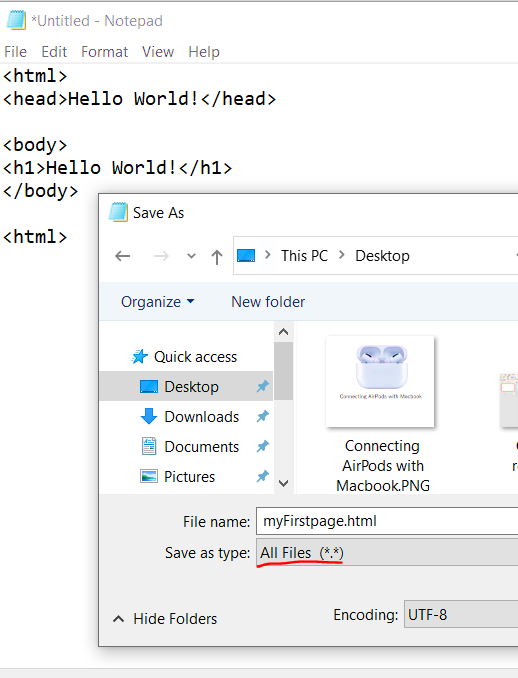 *Untitled - Notepad
File Edit Format View Help
<html>
<head>Hello World!</head>
<body>
<h1>Hello World!</h1>
</body>
<html>
Save As
This PC > Desktop
Organize New folder
Quick access
Desktop
Downloads
Documents
Pictures
Connecting AirPods with Macbook
Connecting
AirPods with
Macbook.PNG
File name: myFirstpage.html
Save as type: All Files (*.*)
Hide Folders
Encoding: UTF-8